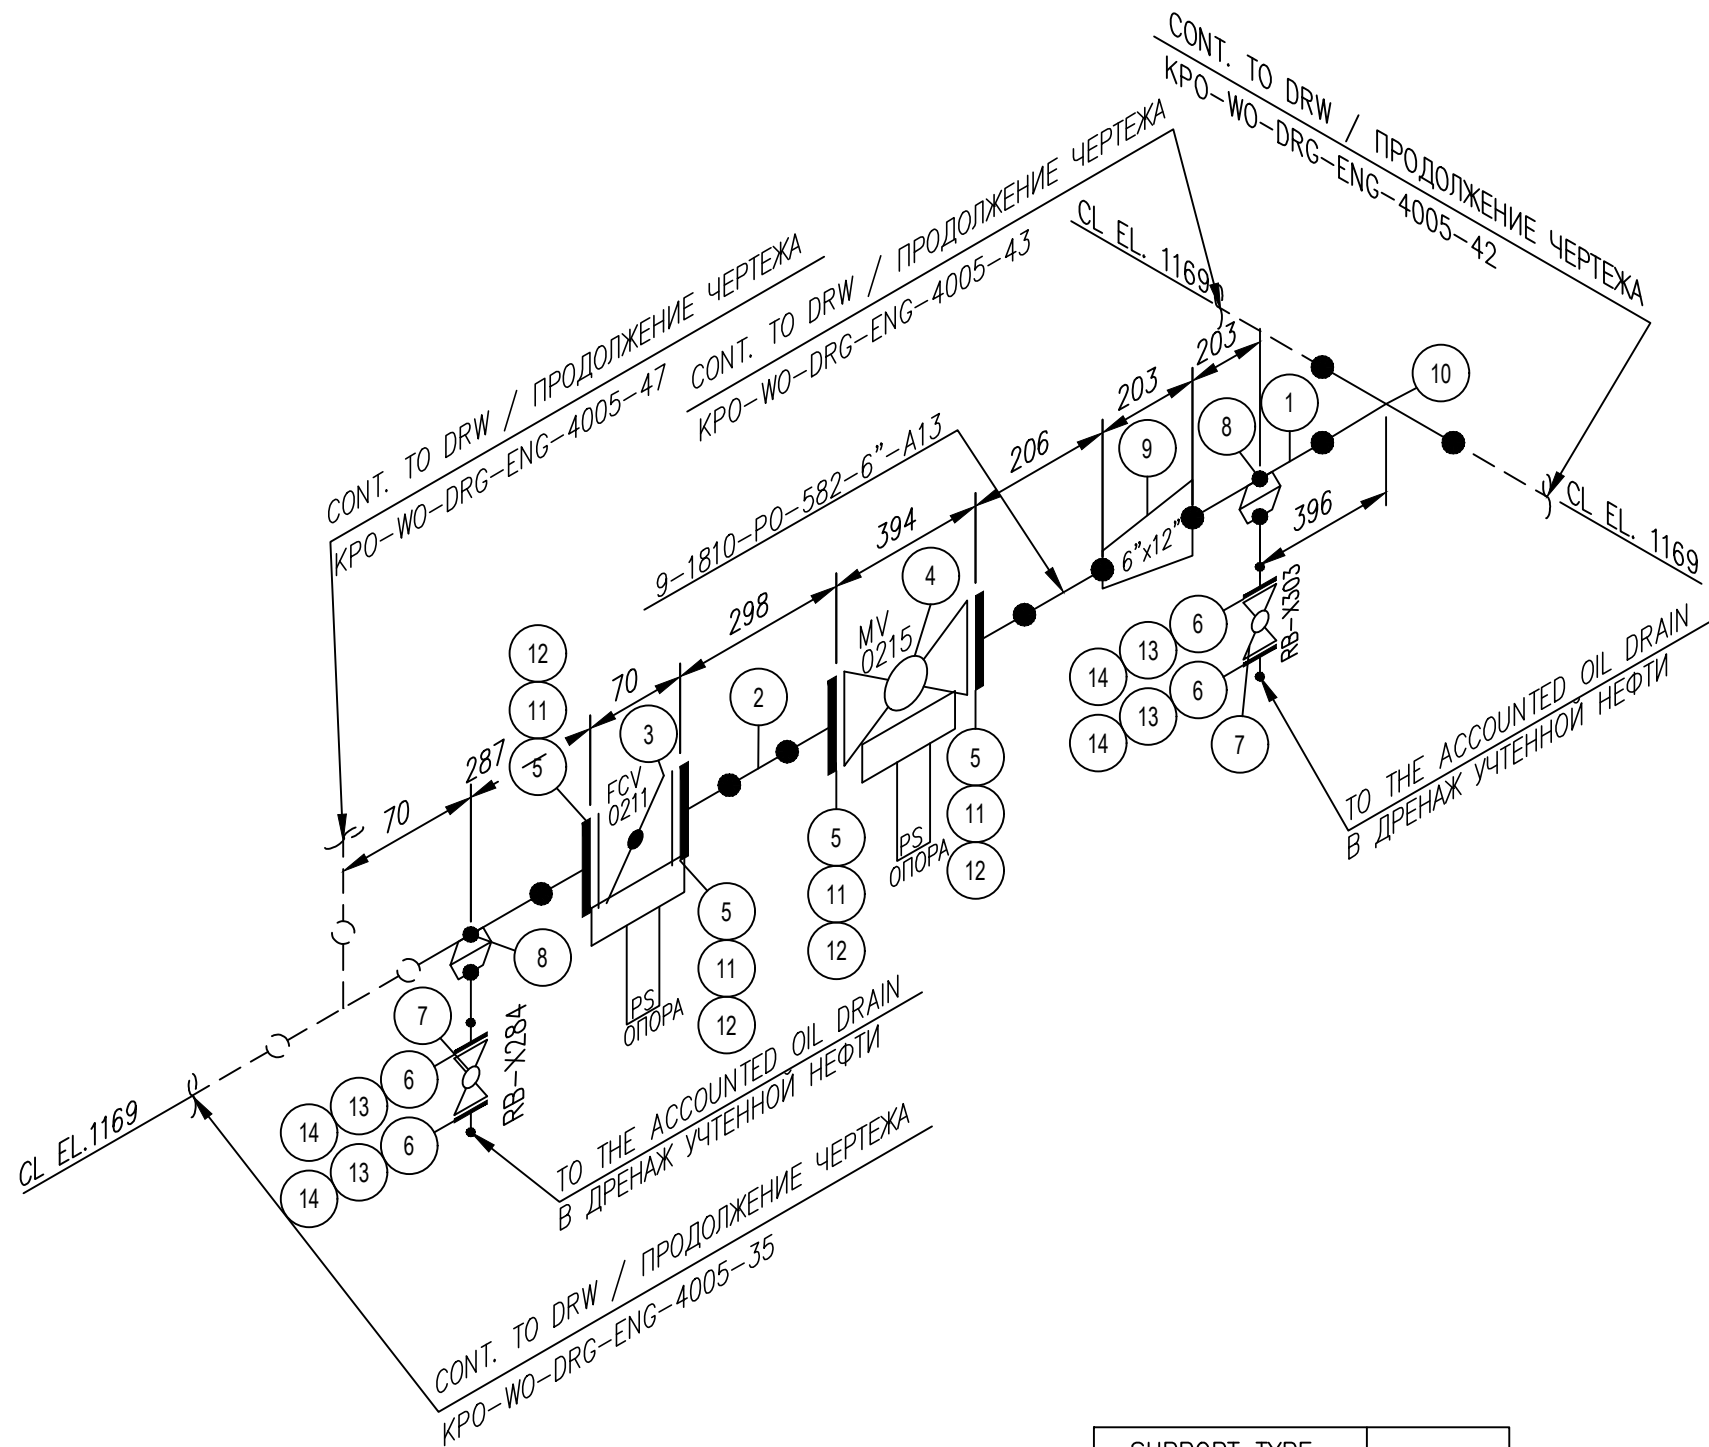 CONT. TO DRW / ПРОДОЛЖЕНИЕ ЧЕРТЕЖА
KPO-WO-DRG-ENG-4005-42
CONT. TO DRW / ПРОДОЛЖЕНИЕ ЧЕРТЕЖА
KPO-WO-DRG-ENG-4005-43
CONT. TO DRW / ПРОДОЛЖЕНИЕ ЧЕРТЕЖА
KPO-WO-DRG-ENG-4005-47
CL EL. 1169
203
203
206
394
298
70
287
70
396
9-1810-PO-582-6"-A13
10
1
8
9
6"x12"
4
MV
0215
CL EL. 1169
RB-X303
6
13
14
6
13
14
7
TO THE ACCOUNTED OIL DRAIN
В ДРЕНАЖ УЧТЕННОЙ НЕФТИ
12
11
5
3
2
FCV
0211
5
11
12
PS
ОПОРА
5
11
12
5
11
12
PS
ОПОРА
8
7
RB-X284
6
13
14
6
13
14
CL EL.1169
TO THE ACCOUNTED OIL DRAIN
В ДРЕНАЖ УЧТЕННОЙ НЕФТИ
CONT. TO DRW / ПРОДОЛЖЕНИЕ ЧЕРТЕЖА
KPO-WO-DRG-ENG-4005-35
SUPPORT TYPE